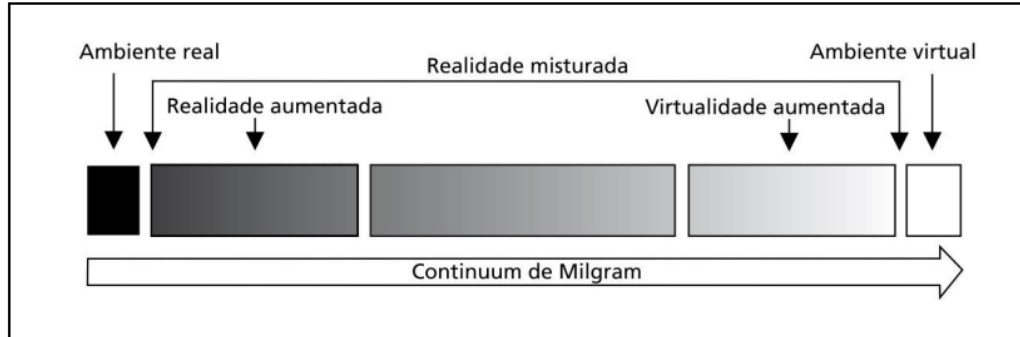 Ambiente real
Ambiente virtual
Realidade misturada
Realidade aumentada
Virtualidade aumentada
Continuum de Milgram